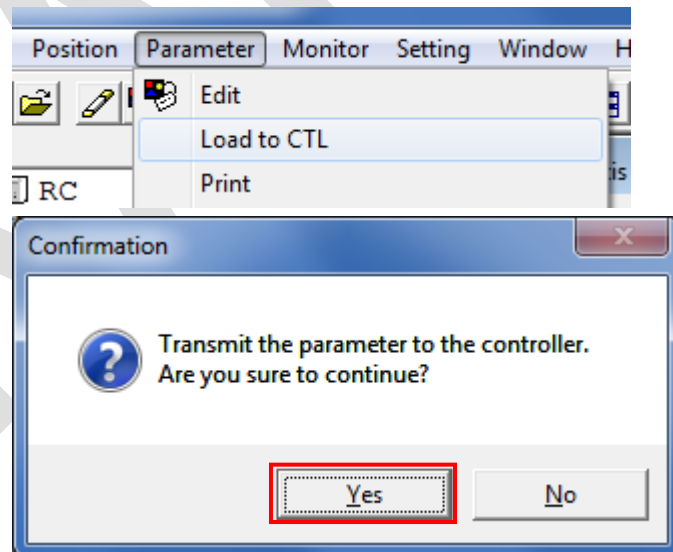 Position Parameter Monitor Setting Window H
Edit
Load to CTL
is
RC
Print
Confirmation
Transmit the parameter to the controller.
Are you sure to continue?
Yes No